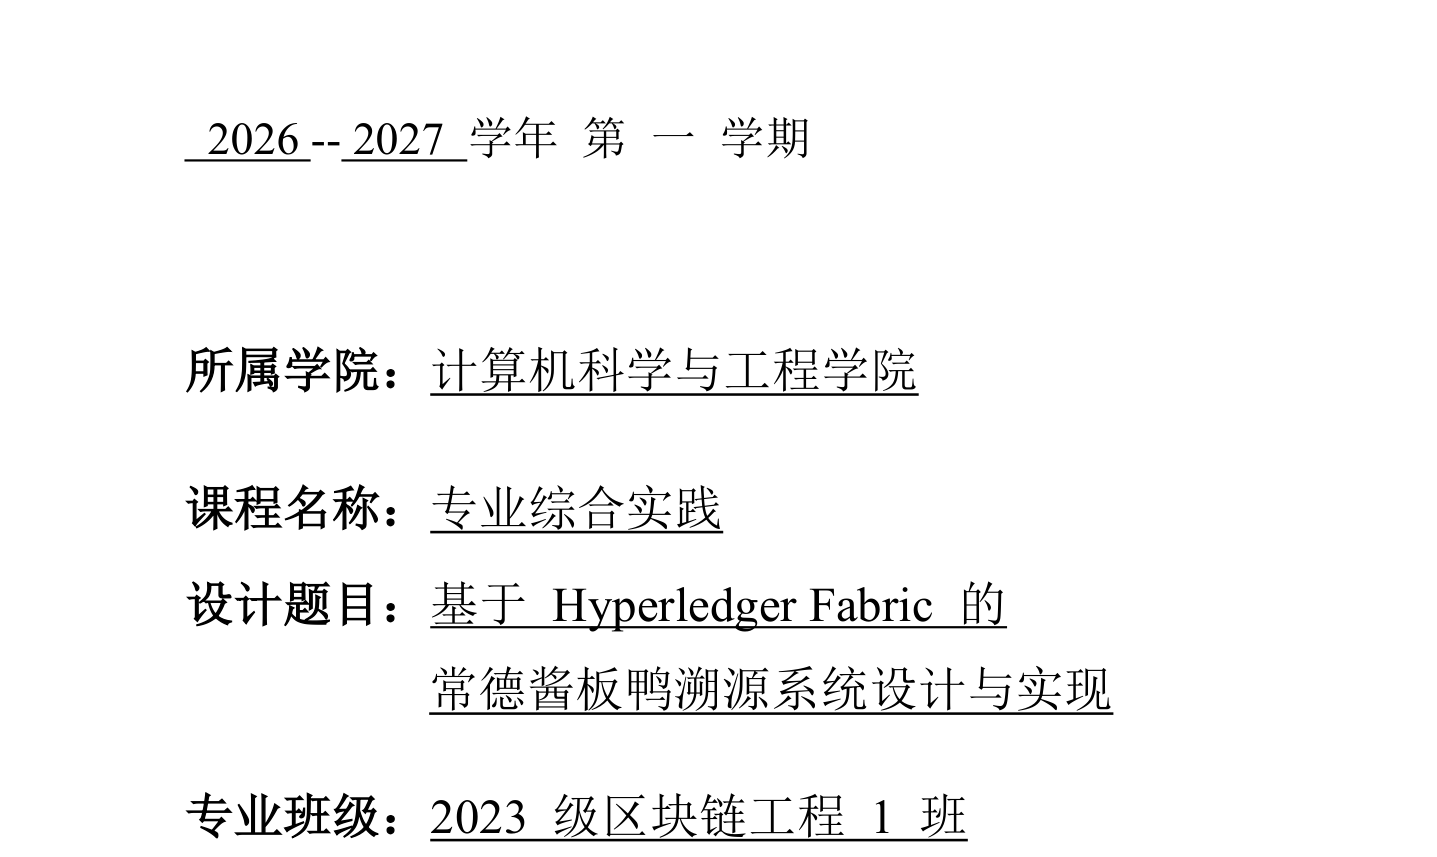 2026 -- 2027 学年 第 一 学期
所属学院：计算机科学与工程学院
课程名称：专业综合实践
设计题目：基于 Hyperledger Fabric 的
常德酱板鸭溯源系统设计与实现
专业班级：2023 级区块链工程 1 班